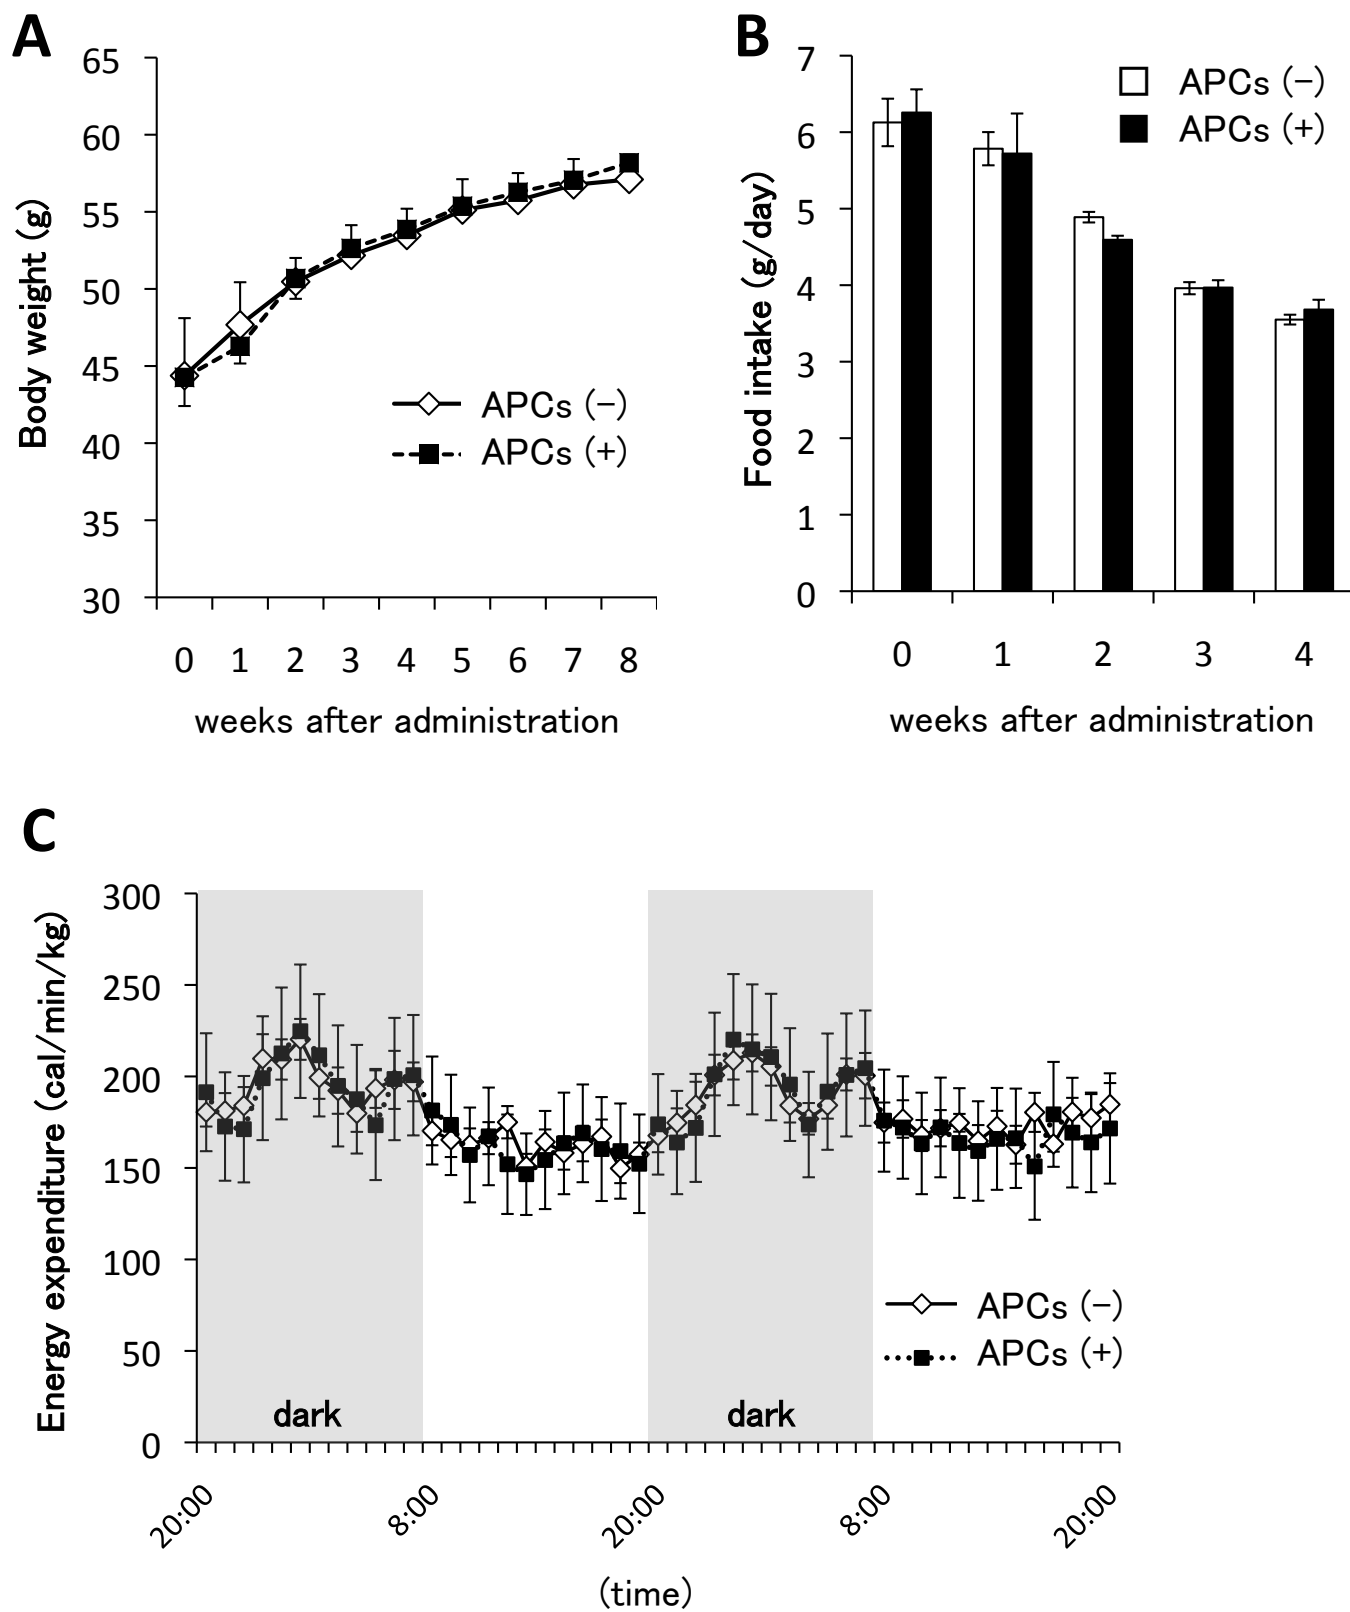 A
65
60
55
50
45
40
35
30
Body weight (g)
APCs (−)
APCs (+)
0 1 2 3 4 5 6 7 8
weeks after administration
B
7
6
5
4
3
2
1
0
Food intake (g/day)
APCs (−)
APCs (+)
0 1 2 3 4
weeks after administration
C
300
250
200
150
100
50
0
Energy expenditure (cal/min/kg)
dark dark
APCs (−)
APCs (+)
20:00 8:00 20:00 8:00 20:00
(time)